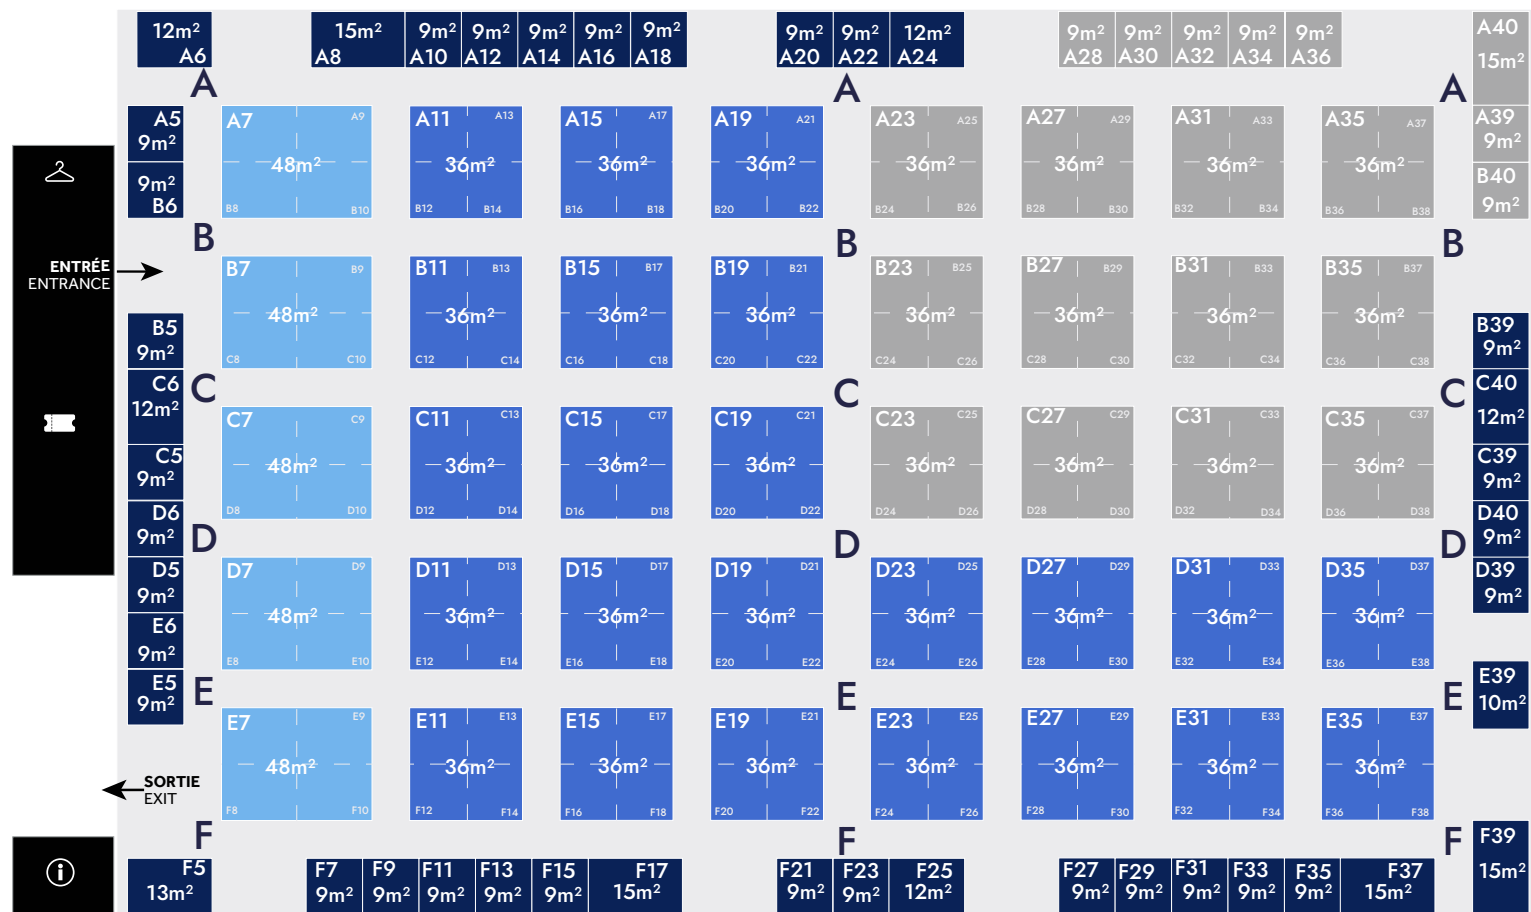 12m² 15m² 9m² 9m² 9m² 9m² 9m² 9m² 9m² 12m² 9m² 9m² 9m² 9m² 9m² A40
A6 A8 A10 A12 A14 A16 A18 A20 A22 A24 A28 A30 A32 A34 A36 15m²
A A A
A5 A7 A9 A11 A13 A15 A17 A19 A21 A23 A25 A27 A29 A31 A33 A35 A37 A39
9m² 9m²
48m² 36m² 36m² 36m² 36m² 36m² 36m² 36m²
9m² B40
B6 B8 B10 B12 B14 B16 B18 B20 B22 B24 B26 B28 B30 B32 B34 B36 B38 9m²
B B B
ENTRÉE B7 B9 B11 B13 B15 B17 B19 B21 B23 B25 B27 B29 B31 B33 B35 B37
ENTRANCE
48m² 36m² 36m² 36m² 36m² 36m² 36m² 36m²
B5 B39
9m² 9m²
C8 C10 C12 C14 C16 C18 C20 C22 C24 C26 C28 C30 C32 C34 C36 C38
C6 C C C C40
12m² 12m²
C7 C9 C11 C13 C15 C17 C19 C21 C23 C25 C27 C29 C31 C33 C35 C37
C5 C39
9m² 48m² 36m² 36m² 36m² 36m² 36m² 36m² 36m² 9m²
D6 D8 D10 D12 D14 D16 D18 D20 D22 D24 D26 D28 D30 D32 D34 D36 D38 D40
9m² D D D 9m²
D5 D7 D9 D11 D13 D15 D17 D19 D21 D23 D25 D27 D29 D31 D33 D35 D37 D39
9m² 9m²
48m² 36m² 36m² 36m² 36m² 36m² 36m² 36m²
E6
9m² E8 E10 E12 E14 E16 E18 E20 E22 E24 E26 E28 E30 E32 E34 E36 E38
E5 E E E E39
9m² 10m²
E7 E9 E11 E13 E15 E17 E19 E21 E23 E25 E27 E29 E31 E33 E35 E37
48m² 36m² 36m² 36m² 36m² 36m² 36m² 36m²
SORTIE
EXIT
F8 F10 F12 F14 F16 F18 F20 F22 F24 F26 F28 F30 F32 F34 F36 F38
F F F F39
F5 F7 F9 F11 F13 F15 F17 F21 F23 F25 F27 F29 F31 F33 F35 F37 15m²
13m² 9m² 9m² 9m² 9m² 9m² 15m² 9m² 9m² 12m² 9m² 9m² 9m² 9m² 9m² 15m²